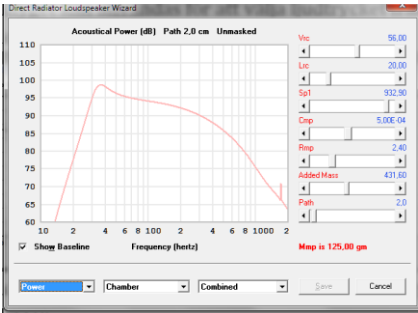 Direct Radiator Loudspeaker Wizard
Acoustical Power (dB) Path 2,0 cm Unmasked
110
105
100
95
90
85
80
75
70
65
60
10 2 4 6 8 100 2 4 6 8 1000 2
Show Baseline Frequency (hertz)
Vrc 56,00
Lrc 20,00
Sp1 932,90
Cmp 5,00E-04
Rmp 2,40
Added Mass 431,60
Path 2,0
Mmp is 125,00 gm
Power Chamber Combined Save Cancel